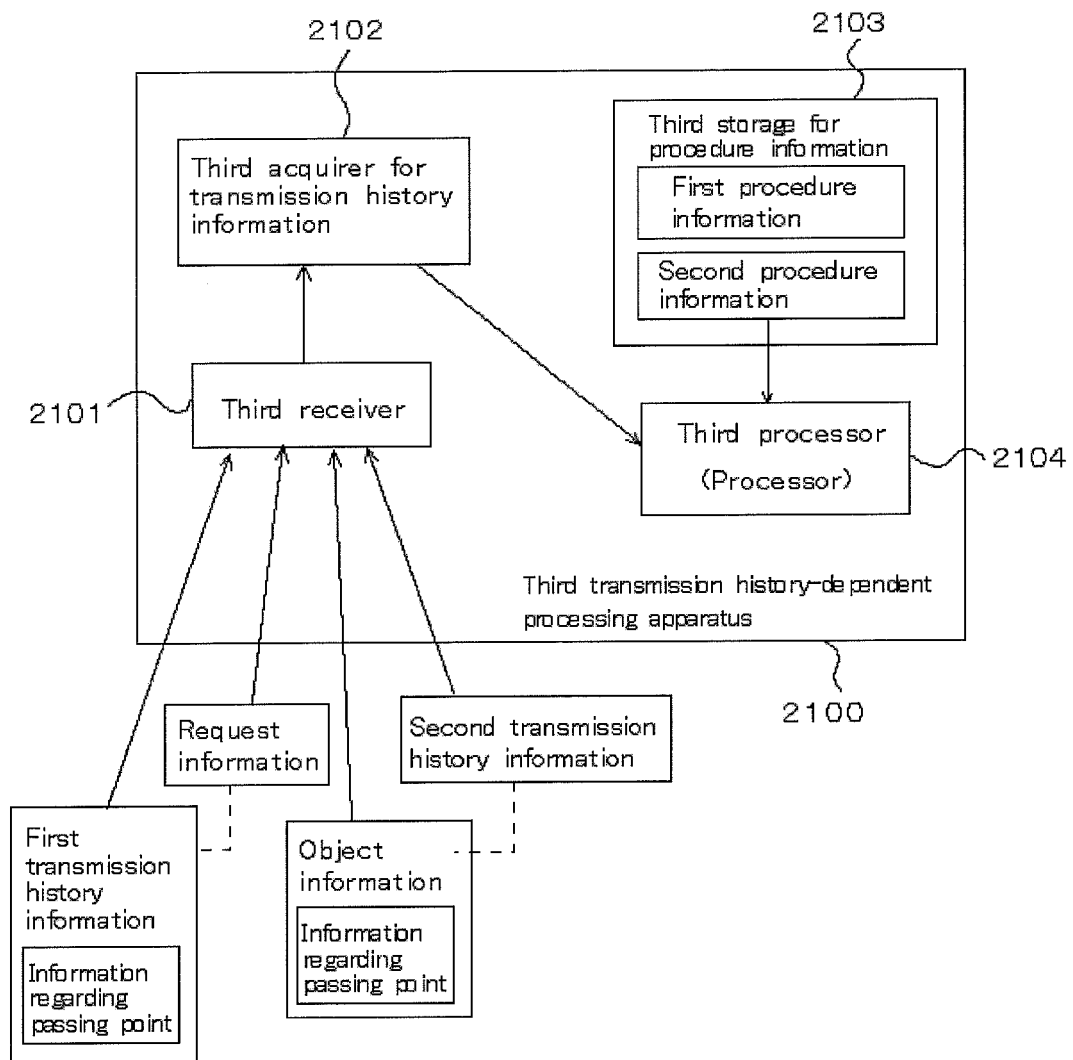 2102
2103
Third acquirer for
transmission history
information
Third storage for
procedure information
First procedure
information
Second procedure
information
2101
Third receiver
Third processor
(Processor)
2104
Third transmission history-dependent
processing apparatus
2100
Request
information
Second transmission
history information
First
transmission
history
information
Information
regarding
passing point
Object
information
Information
regarding
passing point